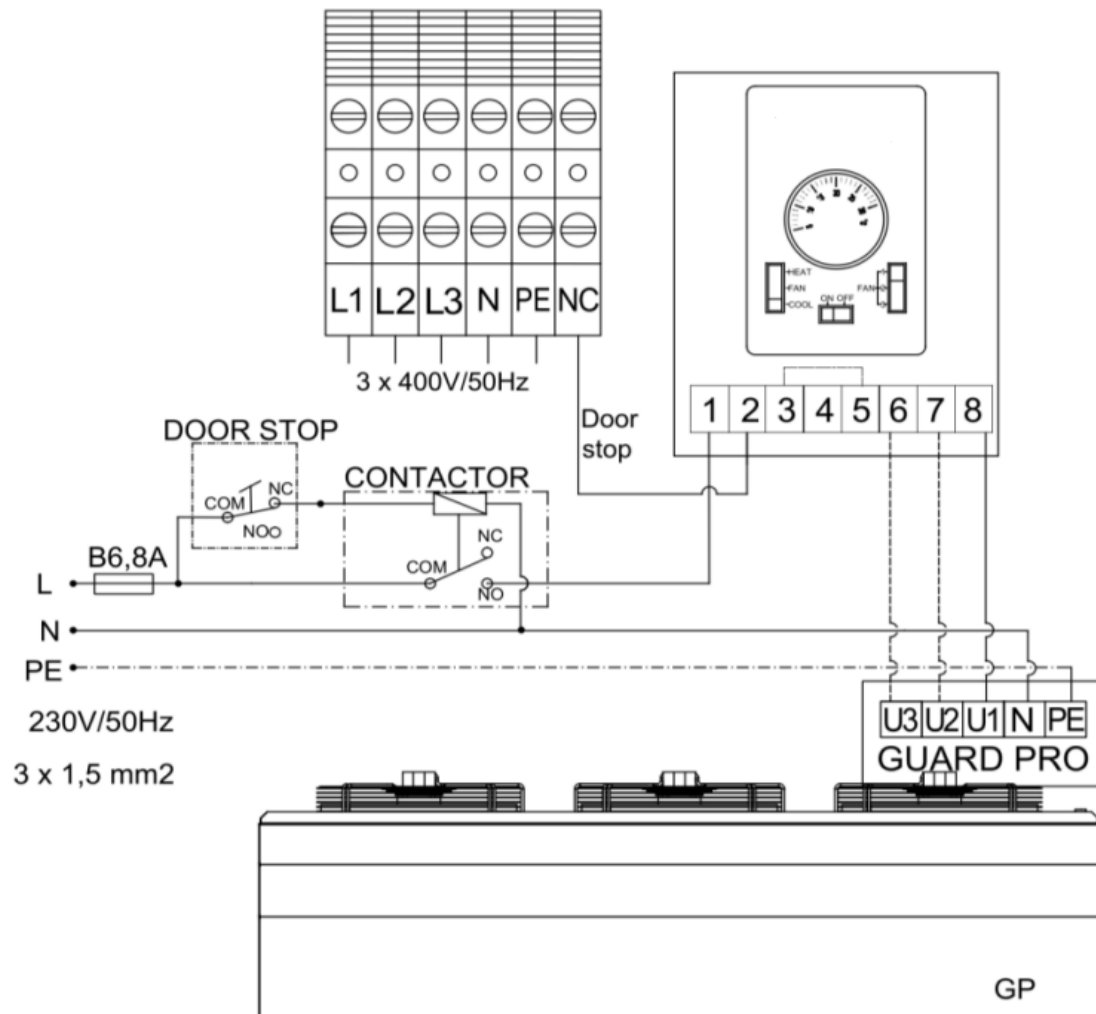 L1 L2 L3 N PE NC
3 x 400V/50Hz
HEAT
FAN
COOL
ON OFF
FAN
1 2 3 4 5 6 7 8
Door
stop
DOOR STOP
COM
NC
NO
CONTACTOR
NC
COM
NO
B6,8A
L
N
PE
230V/50Hz
3 x 1,5 mm2
U3 U2 U1 N PE
GUARD PRO
GP